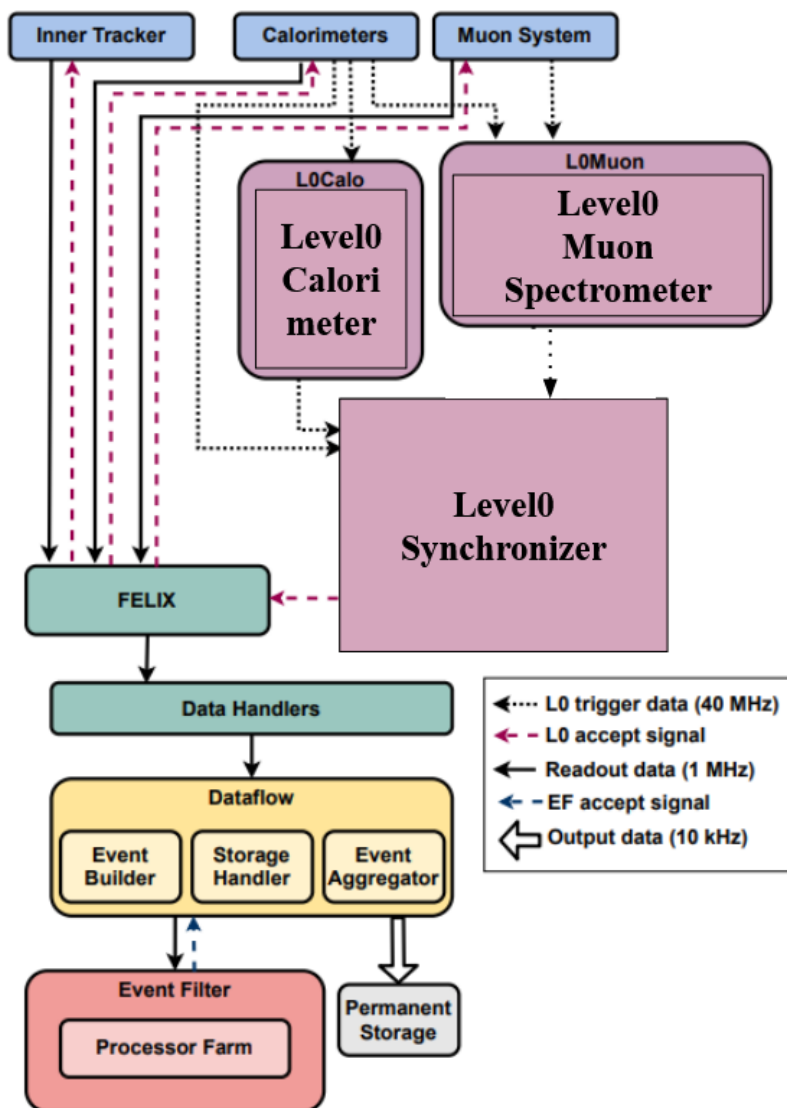 Inner Tracker
Calorimeters
Muon System
L0Calo
Level0
Calori
meter
L0Muon
Level0
Muon
Spectrometer
Level0
Synchronizer
FELIX
Data Handlers
Dataflow
Event
Builder
Storage
Handler
Event
Aggregator
Event Filter
Processor Farm
Permanent
Storage
L0 trigger data (40 MHz)
L0 accept signal
Readout data (1 MHz)
EF accept signal
Output data (10 kHz)